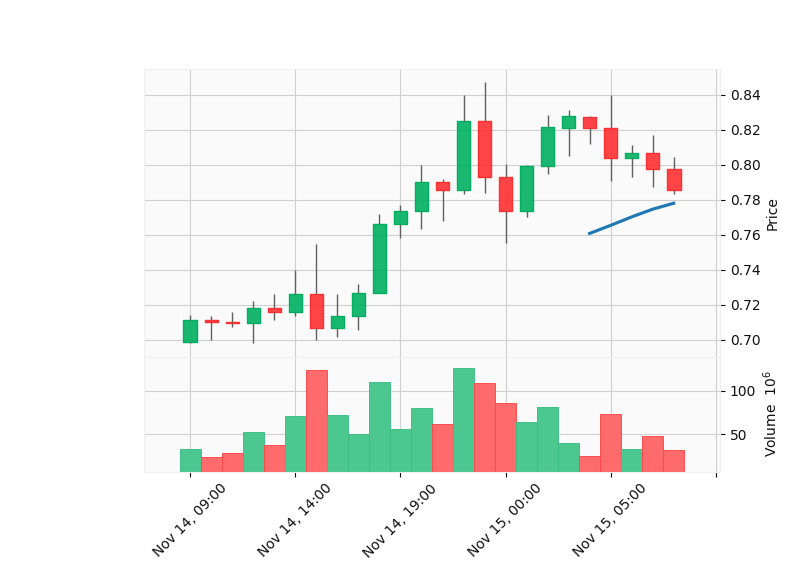 0.84
0.82
0.80
0.78
0.76
0.74
0.72
0.70
Price
100
50
Volume 10⁶
Nov 14, 09:00
Nov 14, 14:00
Nov 14, 19:00
Nov 15, 00:00
Nov 15, 05:00